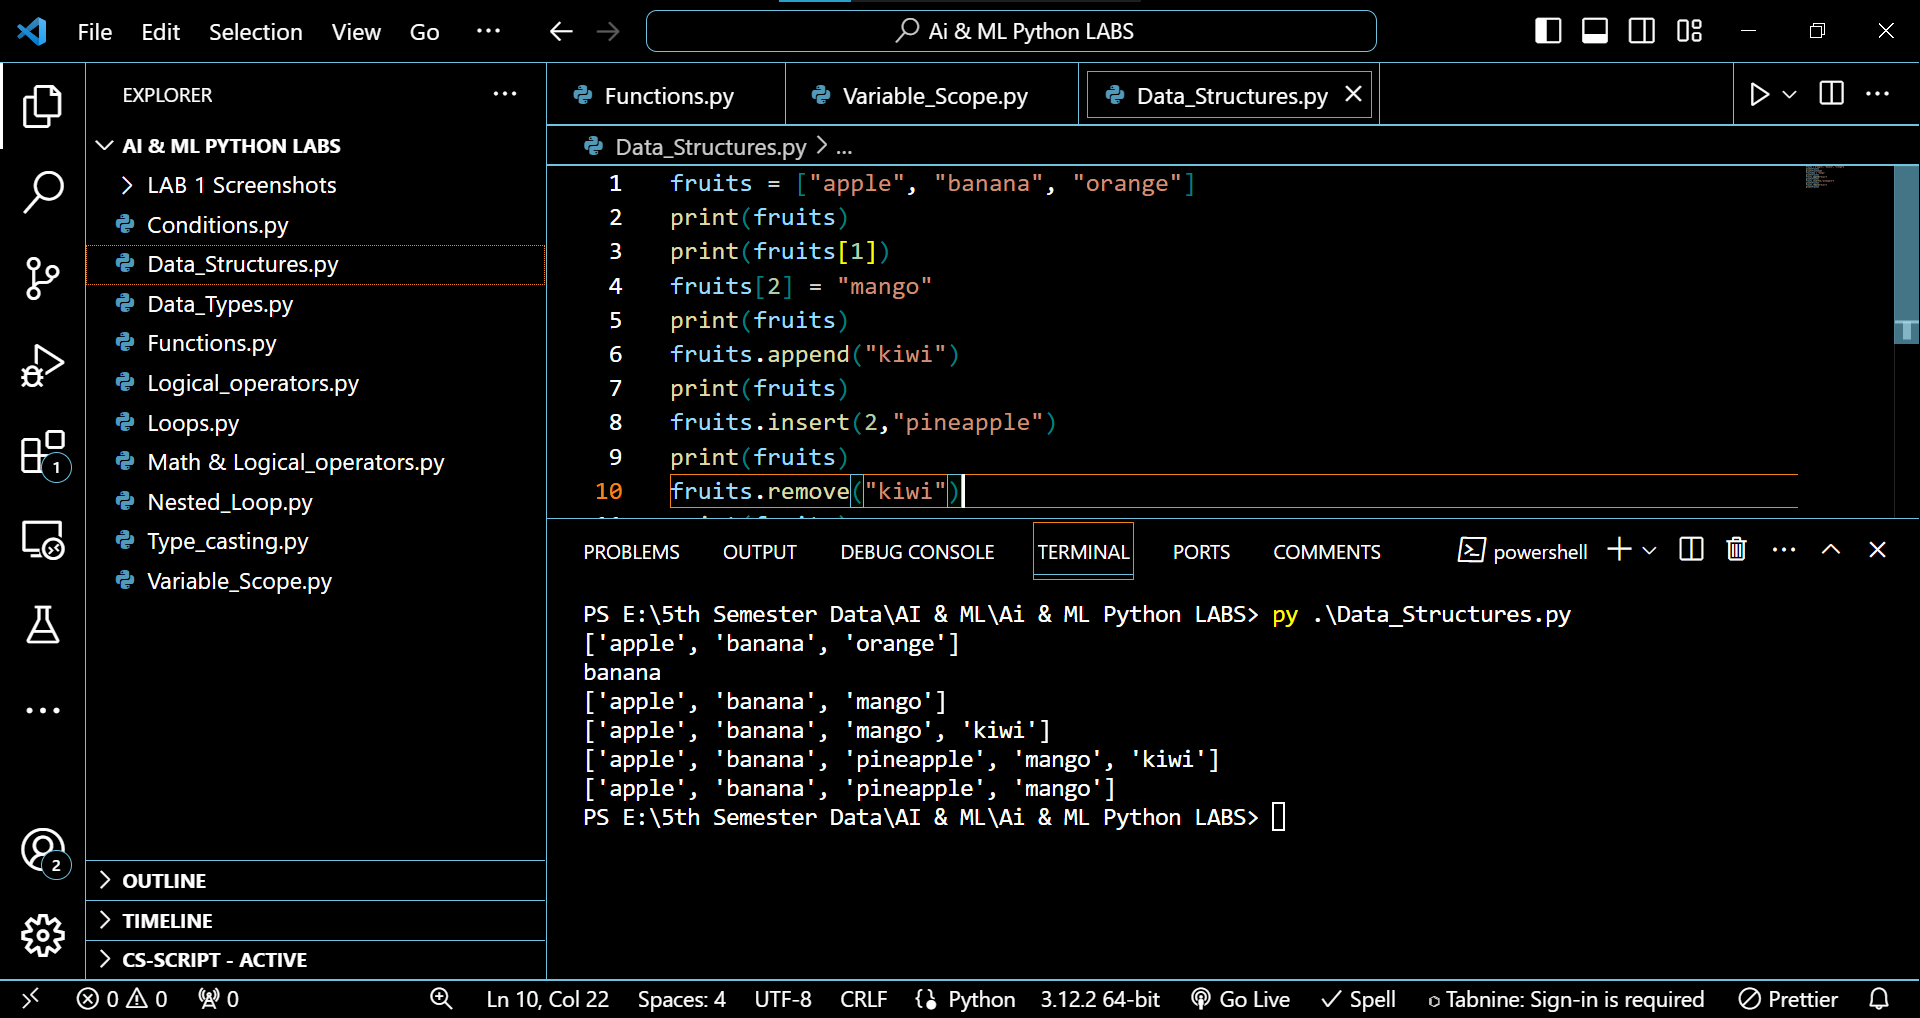 File Edit Selection View Go ··· Ai & ML Python LABS
EXPLORER ···
AI & ML PYTHON LABS
LAB 1 Screenshots
Conditions.py
Data_Structures.py
Data_Types.py
Functions.py
Logical_operators.py
Loops.py
Math & Logical_operators.py
Nested_Loop.py
Type_casting.py
Variable_Scope.py
OUTLINE
TIMELINE
CS-SCRIPT - ACTIVE
1
2
Functions.py Variable_Scope.py Data_Structures.py
Data_Structures.py > ...
1 fruits = ["apple", "banana", "orange"]
2 print(fruits)
3 print(fruits[1])
4 fruits[2] = "mango"
5 print(fruits)
6 fruits.append("kiwi")
7 print(fruits)
8 fruits.insert(2,"pineapple")
9 print(fruits)
10 fruits.remove("kiwi")
PROBLEMS OUTPUT DEBUG CONSOLE TERMINAL PORTS COMMENTS powershell
PS E:\5th Semester Data\AI & ML\Ai & ML Python LABS> py .\Data_Structures.py
['apple', 'banana', 'orange']
banana
['apple', 'banana', 'mango']
['apple', 'banana', 'mango', 'kiwi']
['apple', 'banana', 'pineapple', 'mango', 'kiwi']
['apple', 'banana', 'pineapple', 'mango']
PS E:\5th Semester Data\AI & ML\Ai & ML Python LABS>
0 0 0 Ln 10, Col 22 Spaces: 4 UTF-8 CRLF Python 3.12.2 64-bit Go Live Spell Tabnine: Sign-in is required Prettier